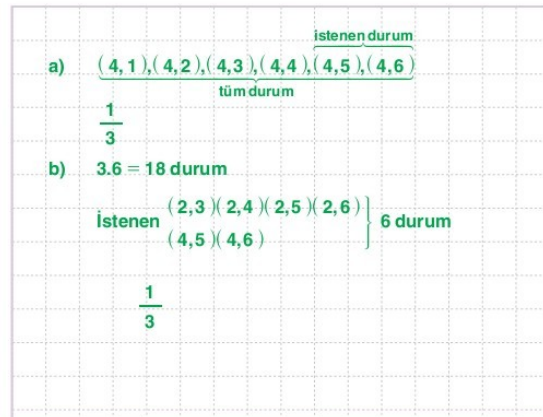 istenen durum
a) (4,1),(4,2),(4,3),(4,4),(4,5),(4,6)
tüm durum
1
3
b) 3.6 = 18 durum
İstenen (2,3)(2,4)(2,5)(2,6)
(4,5)(4,6)
6 durum
1
3